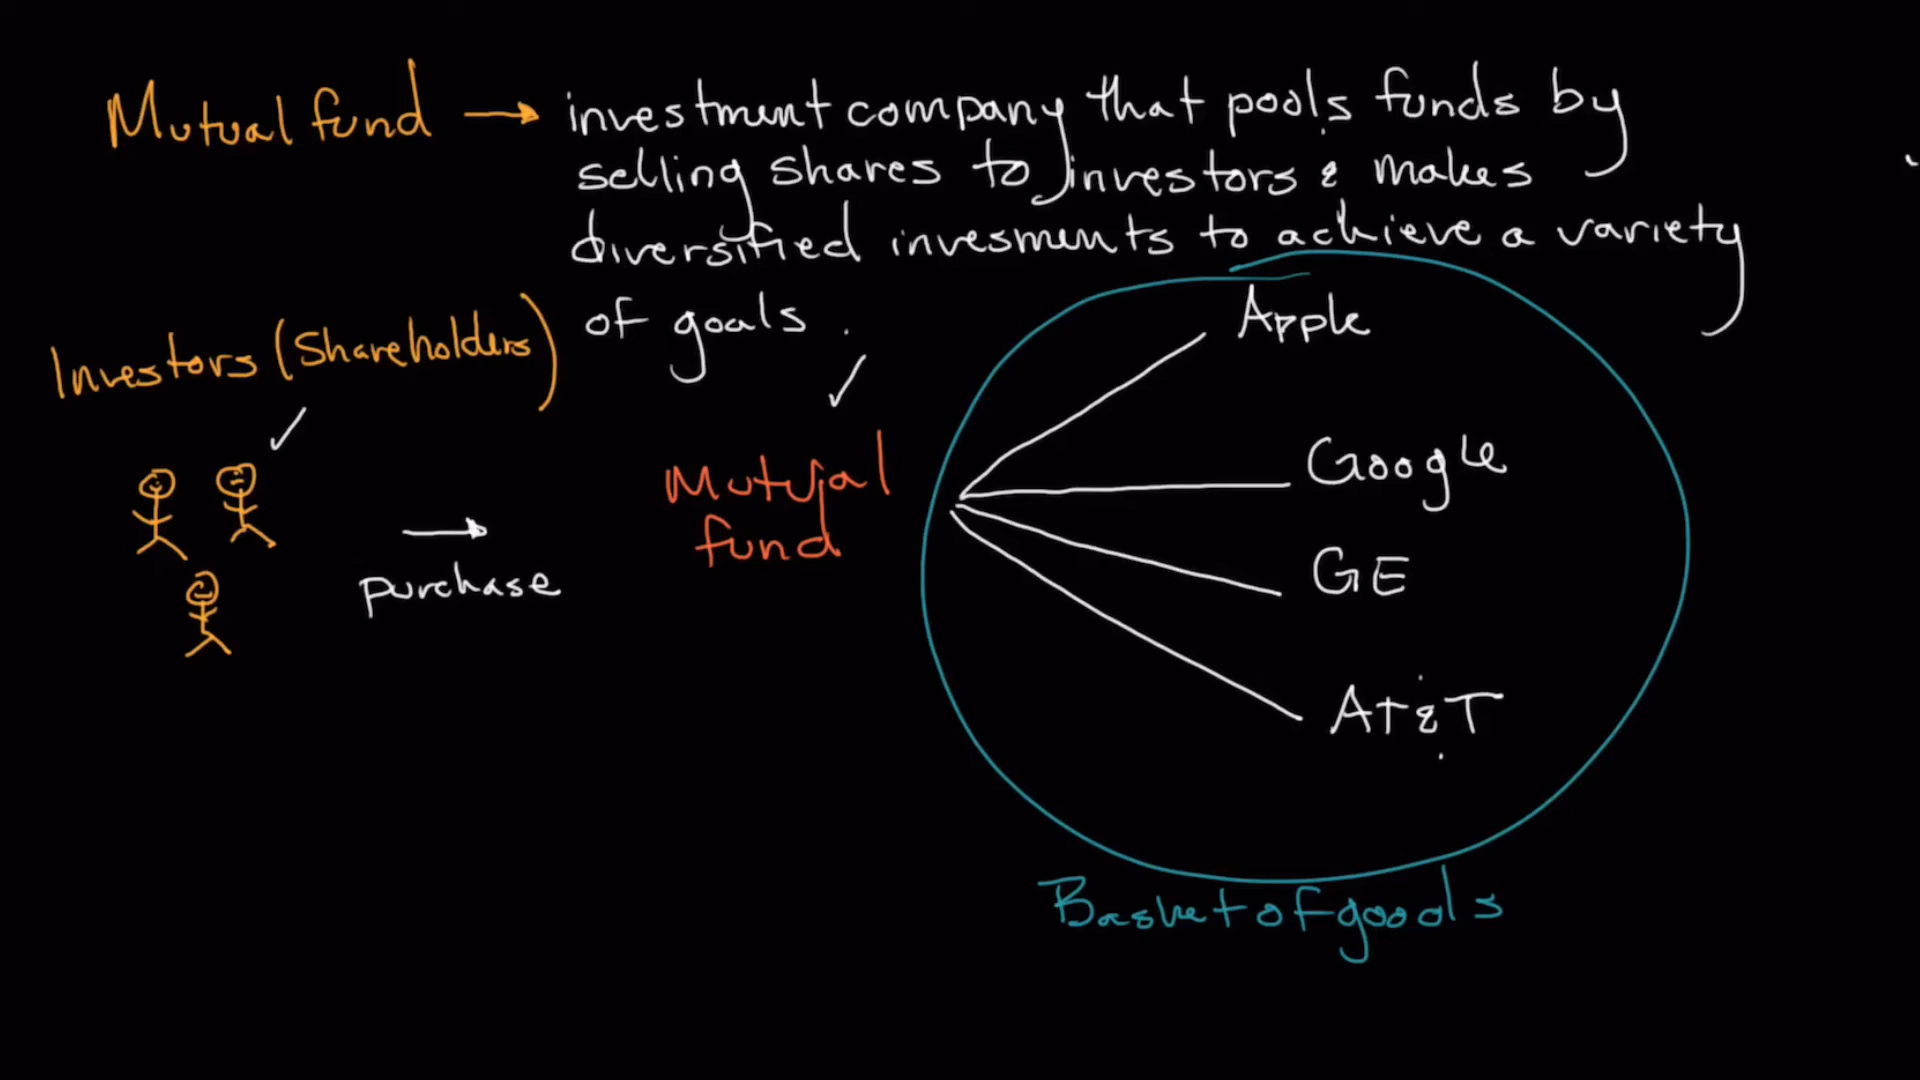 Mutual fund → investment company that pools funds by
selling shares to investors & makes
diversified invesments to achieve a variety
of goals.
Investors (Shareholders)
Apple
Google
Mutual
fund
GE
purchase
AT&T
Basket of goods